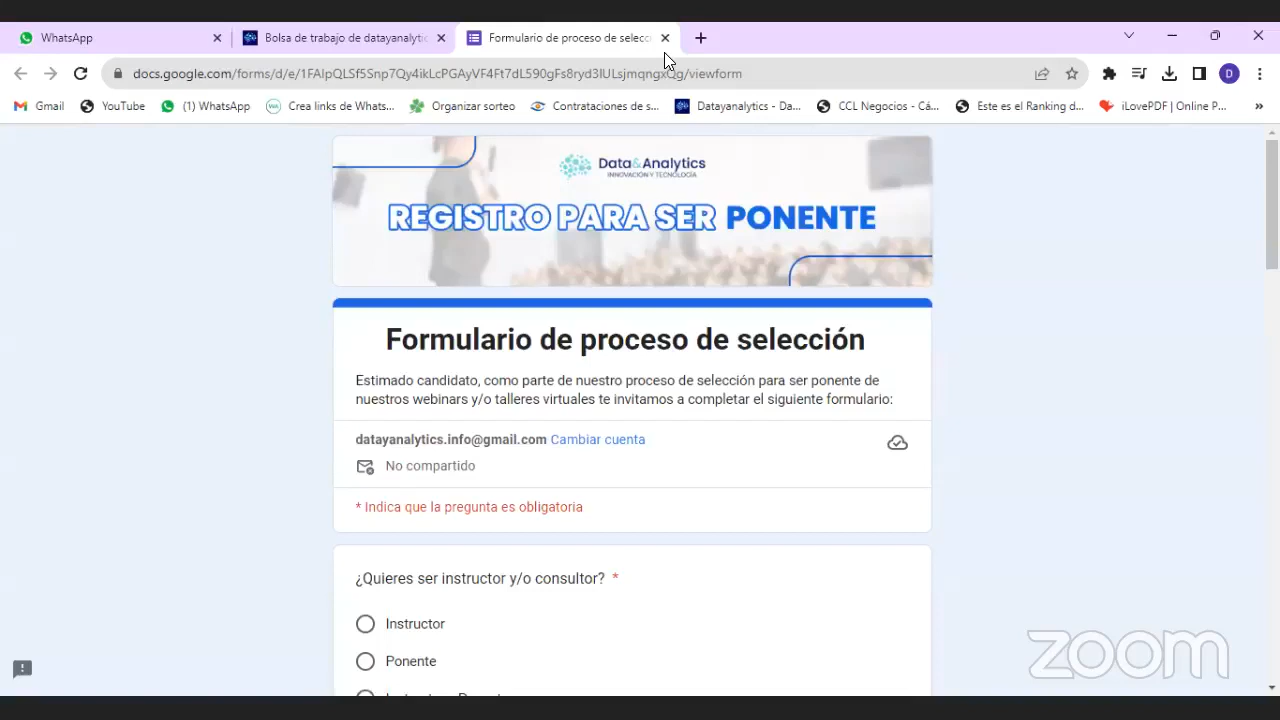 WhatsApp
Bolsa de trabajo de datayanalytic
Formulario de proceso de selecc
docs.google.com/forms/d/e/1FAIpQLSf5Snp7Qy4ikLcPGAyVF4Ft7dL590gFs8ryd3IULsjmqngxQg/viewform
D
Gmail
YouTube
(1) WhatsApp
Crea links de Whats...
Organizar sorteo
Contrataciones de s...
Datayanalytics - Da...
CCL Negocios - Cá...
Este es el Ranking d...
iLovePDF | Online P...
»
Data&Analytics
INNOVACIÓN Y TECNOLOGÍA
REGISTRO PARA SER PONENTE
Formulario de proceso de selección
Estimado candidato, como parte de nuestro proceso de selección para ser ponente de
nuestros webinars y/o talleres virtuales te invitamos a completar el siguiente formulario:
datayanalytics.info@gmail.com Cambiar cuenta
No compartido
* Indica que la pregunta es obligatoria
¿Quieres ser instructor y/o consultor? *
Instructor
Ponente
zoom